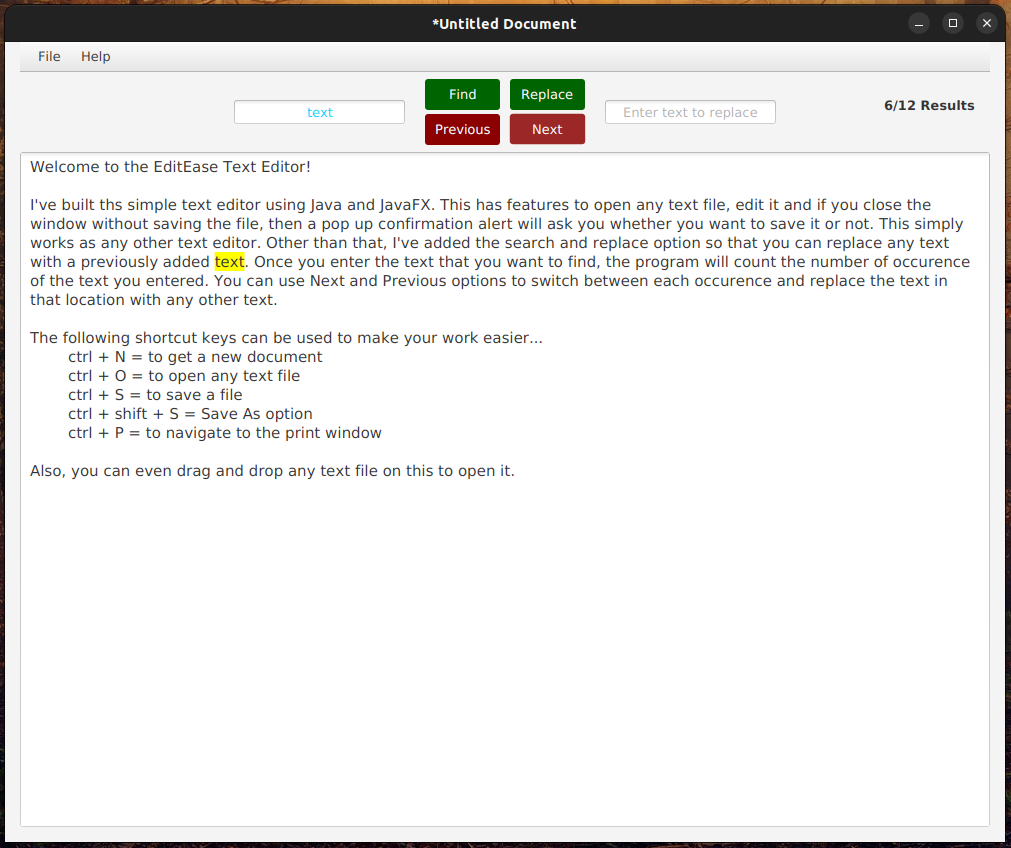 *Untitled Document
File Help
Find Replace
text Enter text to replace 6/12 Results
Previous Next
Welcome to the EditEase Text Editor!
I've built ths simple text editor using Java and JavaFX. This has features to open any text file, edit it and if you close the
window without saving the file, then a pop up confirmation alert will ask you whether you want to save it or not. This simply
works as any other text editor. Other than that, I've added the search and replace option so that you can replace any text
with a previously added text. Once you enter the text that you want to find, the program will count the number of occurence
of the text you entered. You can use Next and Previous options to switch between each occurence and replace the text in
that location with any other text.
The following shortcut keys can be used to make your work easier...
ctrl + N = to get a new document
ctrl + O = to open any text file
ctrl + S = to save a file
ctrl + shift + S = Save As option
ctrl + P = to navigate to the print window
Also, you can even drag and drop any text file on this to open it.